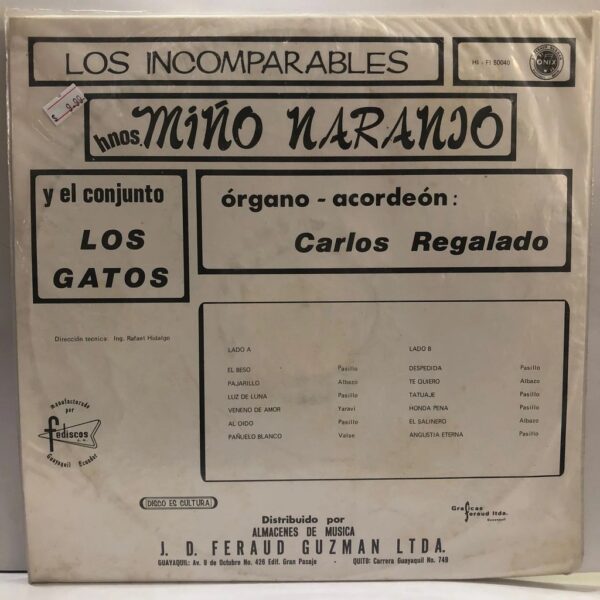 LOS INCOMPARABLES
HI - FI 50040
ONIX
$ 9.99
hnos. MIÑO NARANJO
y el conjunto
LOS
GATOS
órgano - acordeón:
Carlos Regalado
Dirección tecnica: Ing. Rafael Hidalgo
LADO A
EL BESO Pasillo
PAJARILLO Albazo
LUZ DE LUNA Pasillo
VENENO DE AMOR Yaravi
AL OIDO Pasillo
PAÑUELO BLANCO Valse
LADO B
DESPEDIDA Pasillo
TE QUIERO Albazo
TATUAJE Pasillo
HONDA PENA Pasillo
EL SALINERO Albazo
ANGUSTIA ETERNA Pasillo
manufacturado
por
fediscos
Guayaquil Ecuador
DISCO ES CULTURA
Graficas
feraud ltda.
Guayaquil
Distribuido por
ALMACENES DE MUSICA
J. D. FERAUD GUZMAN LTDA.
GUAYAQUIL: Av. 9 de Octubre No. 426 Edif. Gran Pasaje - QUITO: Carrera Guayaquil No. 749